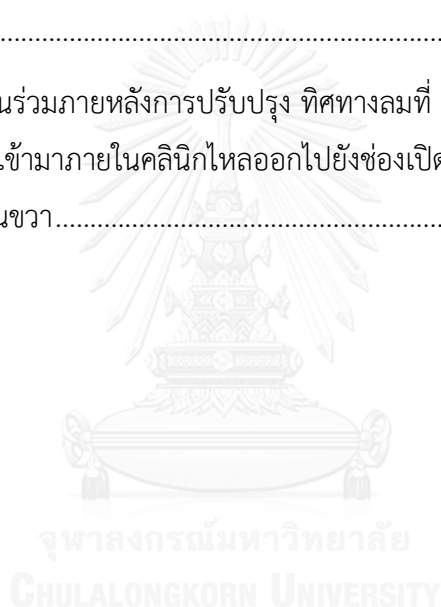 ........................................................................
นร่วมภายหลังการปรับปรุง ทิศทางลมที่
เข้ามาภายในคลินิกไหลออกไปยังช่องเปิด
นขวา................................................................
จุฬาลงกรณ์มหาวิทยาลัย
CHULALONGKORN UNIVERSITY